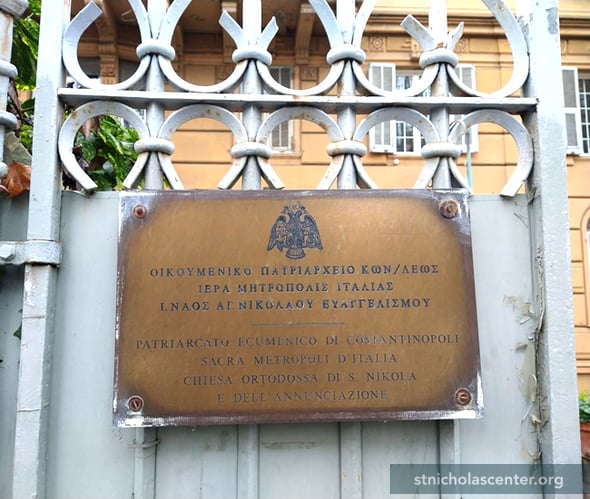 ΟΙΚΟΥΜΕΝΙΚΟ ΠΑΤΡΙΑΡΧΕΙΟ ΚΩΝ/ΛΕΩΣ
ΙΕΡΑ ΜΗΤΡΟΠΟΛΙΣ ΙΤΑΛΙΑΣ
Ι.ΝΑΟΣ ΑΓ.ΝΙΚΟΛΑΟΥ ΕΥΑΓΓΕΛΙΣΜΟΥ
PATRIARCATO ECUMENICO DI COSTANTINOPOLI
SACRA METROPOLI D'ITALIA
CHIESA ORTODOSSA DI S. NIKOLA
E DELL'ANNUNCIAZIONE
stnicholascenter.org